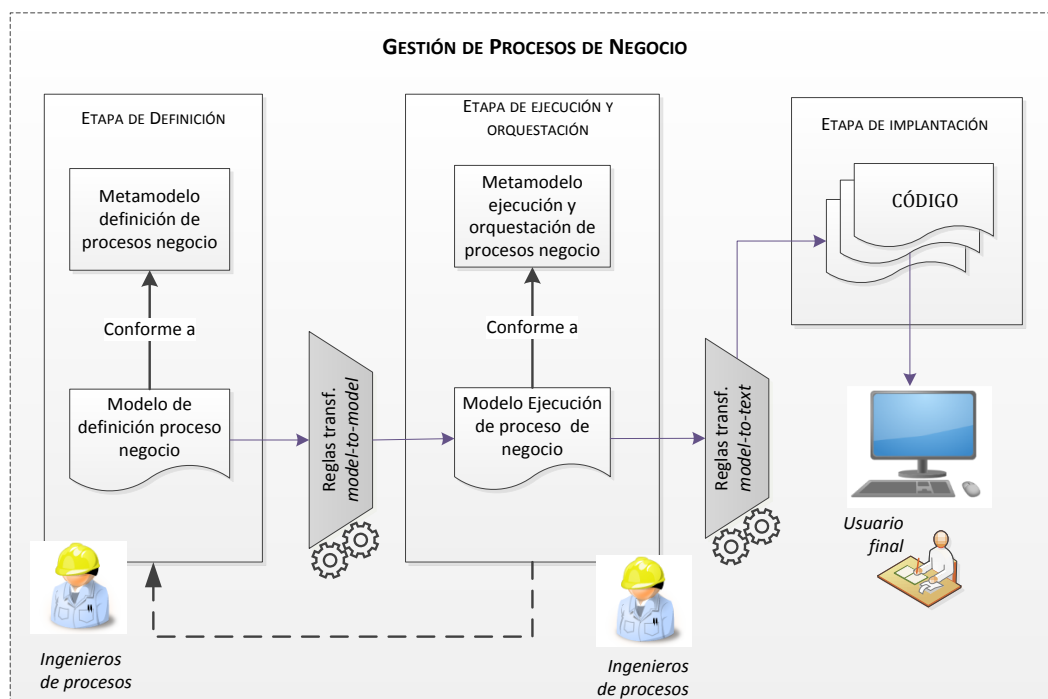 GESTIÓN DE PROCESOS DE NEGOCIO
ETAPA DE DEFINICIÓN
Metamodelo
definición de
procesos negocio
Conforme a
Modelo de
definición proceso
negocio
Ingenieros
de procesos
Reglas transf.
model-to-model
ETAPA DE EJECUCIÓN Y
ORQUESTACIÓN
Metamodelo
ejecución y
orquestación de
procesos negocio
Conforme a
Modelo Ejecución
de proceso de
negocio
Ingenieros
de procesos
Reglas transf.
model-to-text
ETAPA DE IMPLANTACIÓN
CÓDIGO
Usuario
final